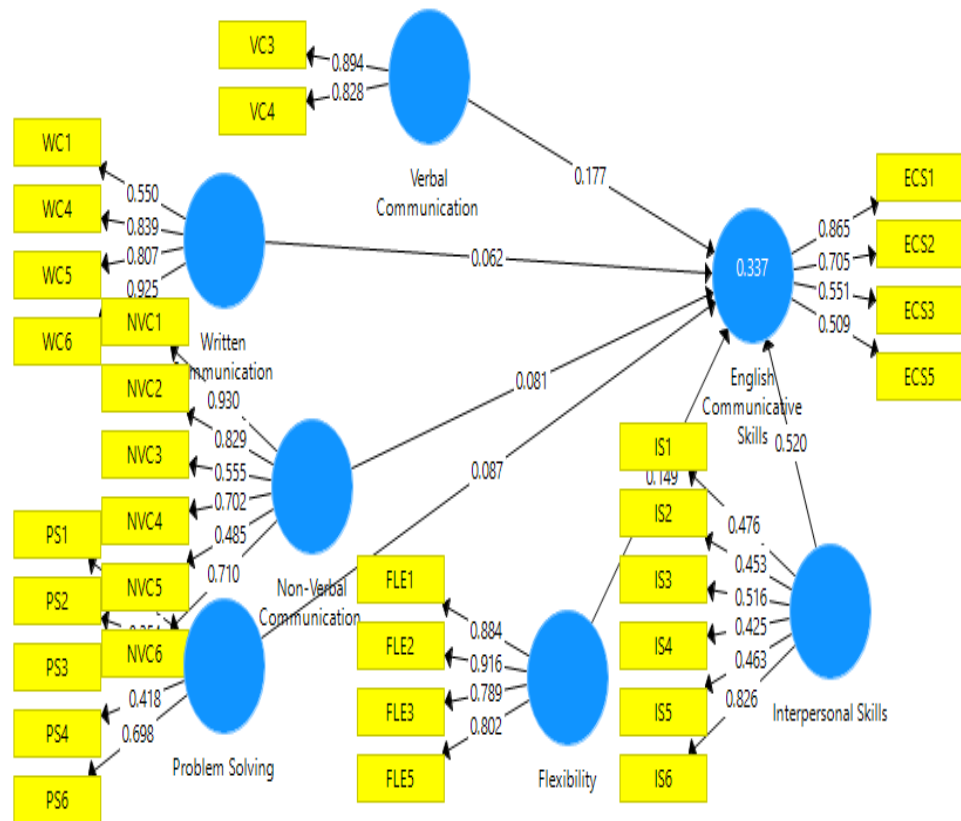 VC3
VC4
0.894
0.828
Verbal
Communication
0.177
WC1
WC4
WC5
WC6
0.550
0.839
0.807
0.925
Written
0.062
NVC1
NVC2
NVC3
NVC4
NVC5
NVC6
0.930
0.829
0.555
0.702
0.485
0.710
Non-Verbal
Communication
0.081
PS1
PS2
PS3
PS4
PS6
0.418
0.698
Problem Solving
0.087
FLE1
FLE2
FLE3
FLE5
0.884
0.916
0.789
0.802
Flexibility
0.149
IS1
IS2
IS3
IS4
IS5
IS6
0.476
0.453
0.516
0.425
0.463
0.826
Interpersonal Skills
0.520
0.337
English
Communicative
Skills
ECS1
ECS2
ECS3
ECS5
0.865
0.705
0.551
0.509